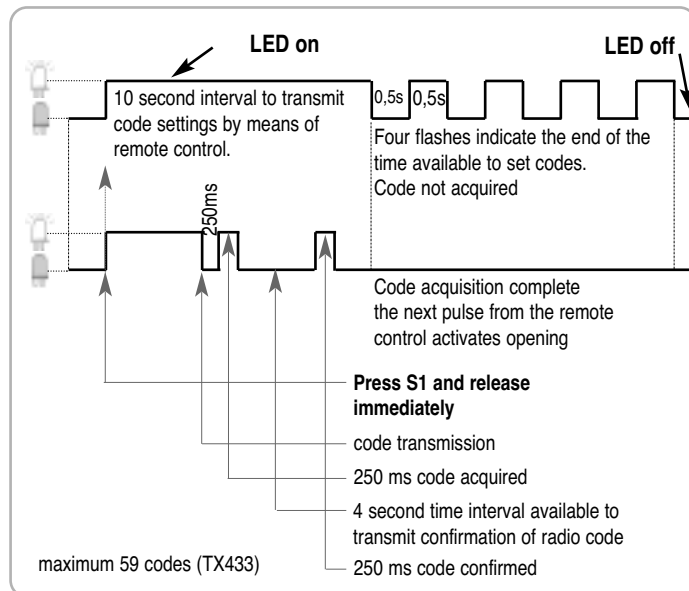 LED on
LED off
10 second interval to transmit
code settings by means of
remote control.
0,5s 0,5s
Four flashes indicate the end of the
time available to set codes.
Code not acquired
250ms
Code acquisition complete
the next pulse from the remote
control activates opening
Press S1 and release
immediately
code transmission
250 ms code acquired
4 second time interval available to
transmit confirmation of radio code
250 ms code confirmed
maximum 59 codes (TX433)